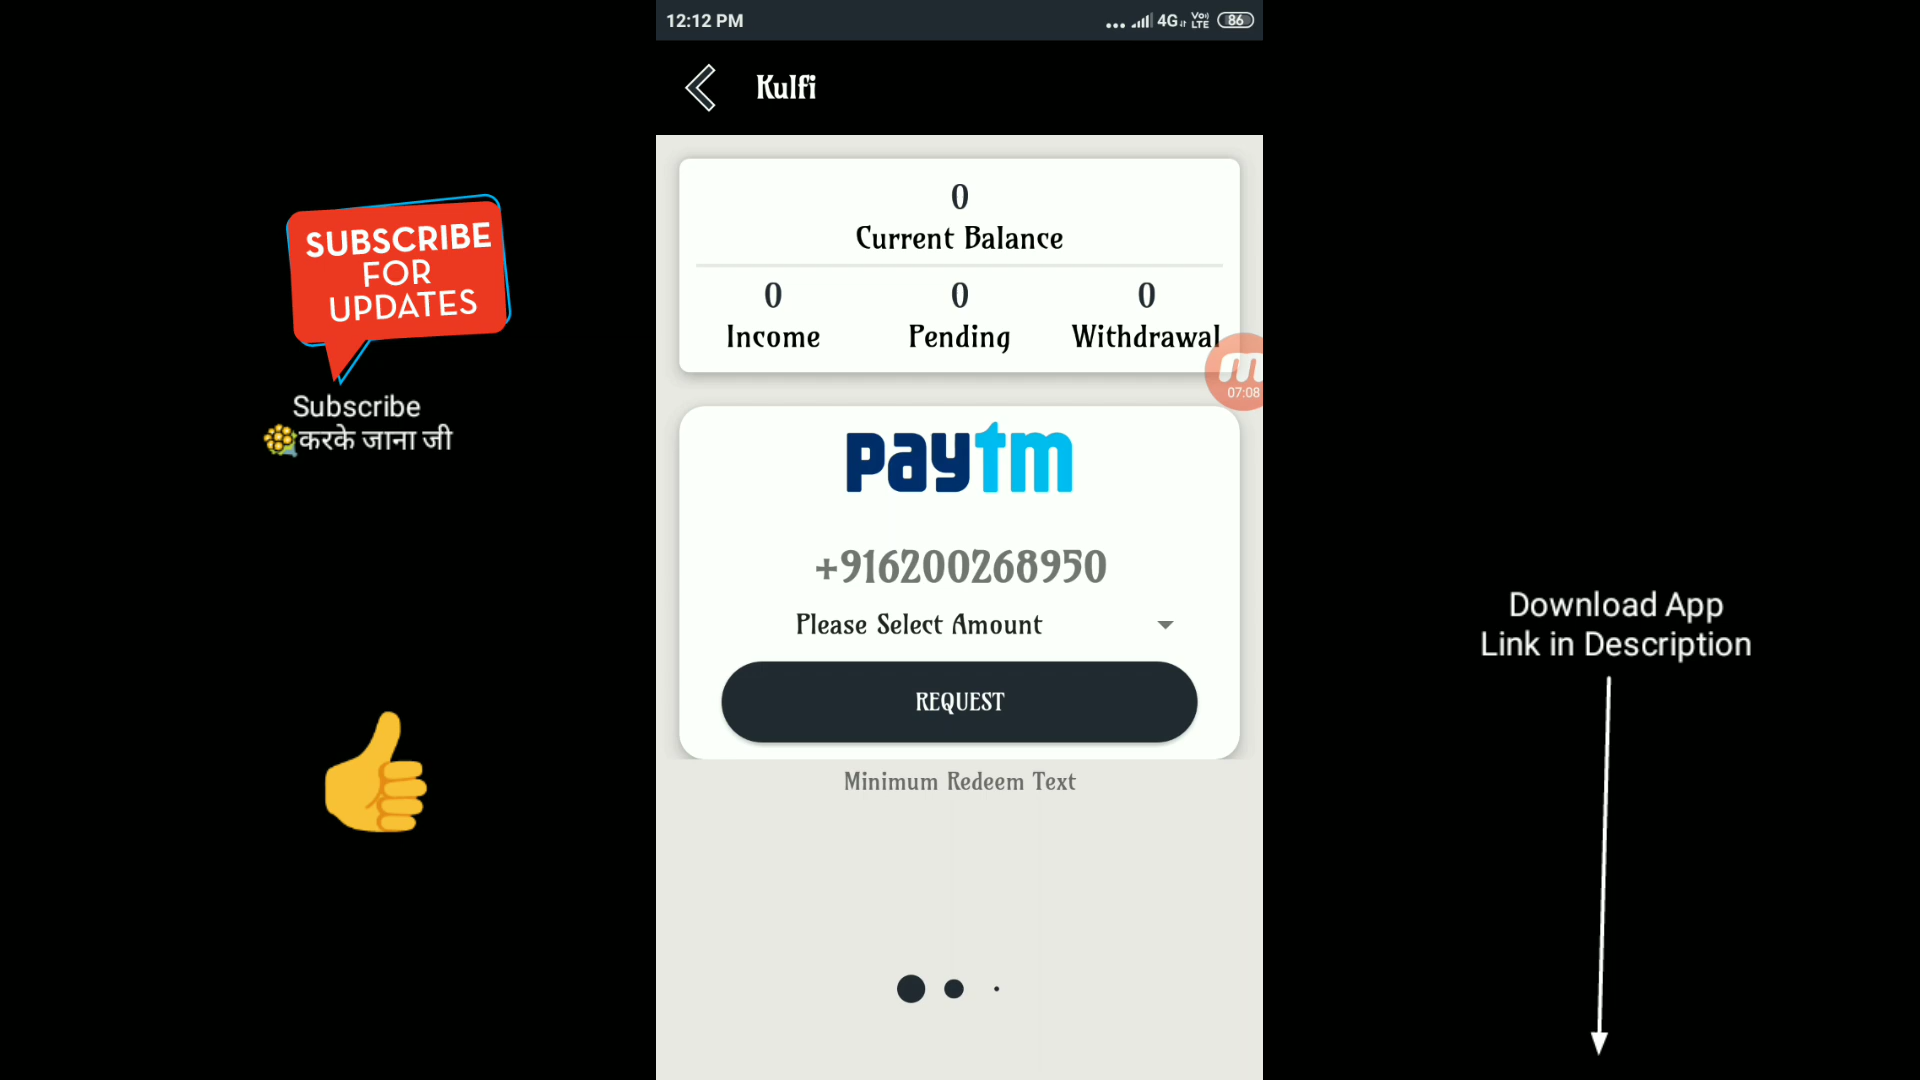 12:12 PM
4G VoLTE 86
Kulfi
0
Current Balance
0 0 0
Income Pending Withdrawal
07:08
paytm
+916200268950
Please Select Amount
REQUEST
Minimum Redeem Text
SUBSCRIBE
FOR
UPDATES
Subscribe
करके जाना जी
Download App
Link in Description